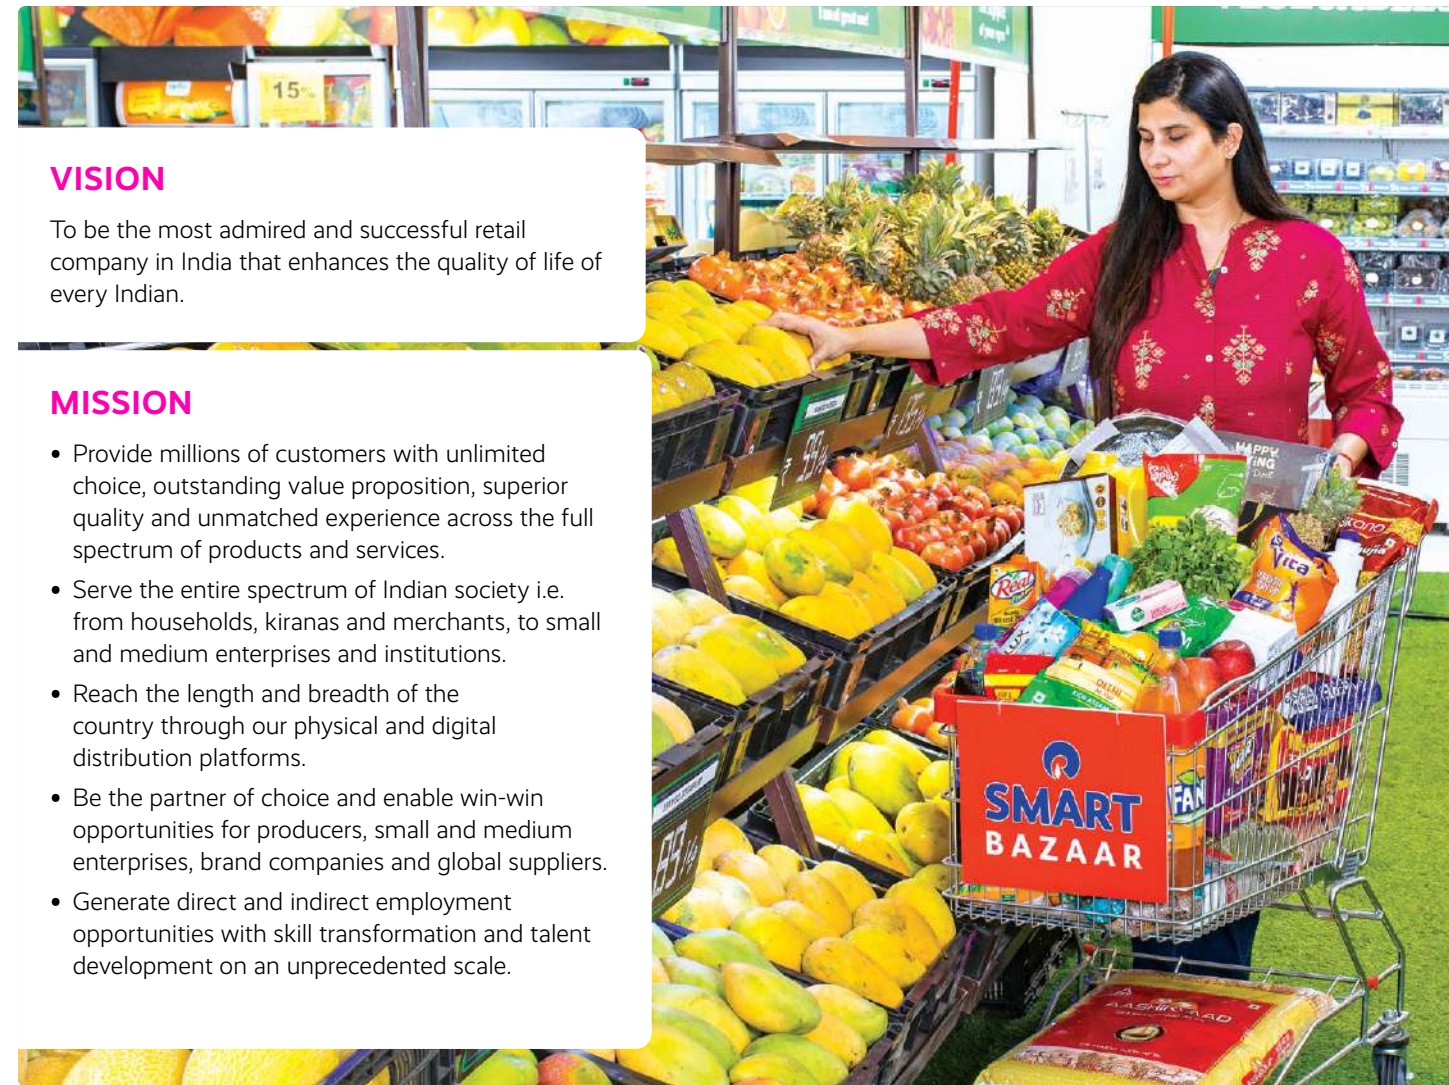 15%
VISION
To be the most admired and successful retail
company in India that enhances the quality of life of
every Indian.
MISSION
• Provide millions of customers with unlimited
choice, outstanding value proposition, superior
quality and unmatched experience across the full
spectrum of products and services.
• Serve the entire spectrum of Indian society i.e.
from households, kiranas and merchants, to small
and medium enterprises and institutions.
• Reach the length and breadth of the
country through our physical and digital
distribution platforms.
• Be the partner of choice and enable win-win
opportunities for producers, small and medium
enterprises, brand companies and global suppliers.
• Generate direct and indirect employment
opportunities with skill transformation and talent
development on an unprecedented scale.
HAPPY
Real
Vita
LUX
DELHI
FAN
SMART
BAZAAR